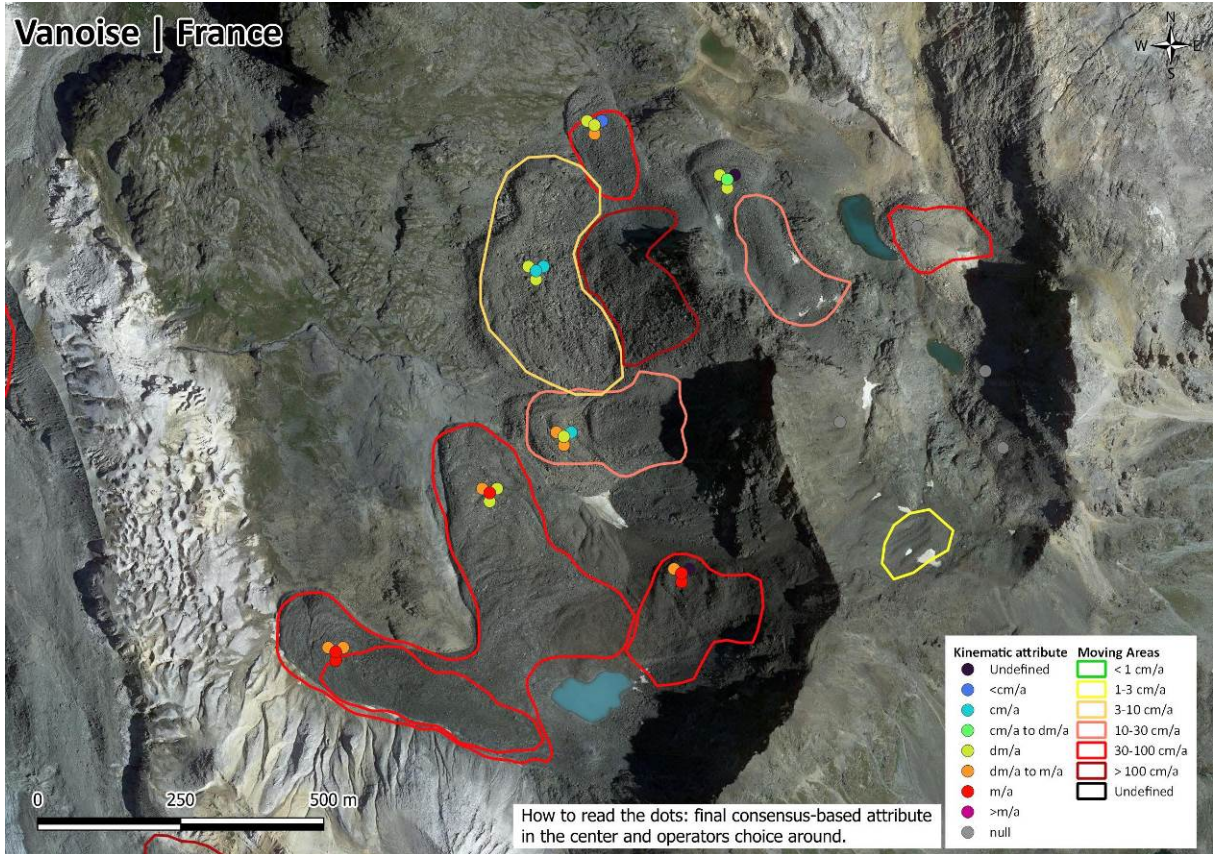 Vanoise | France
N
W E
S
Kinematic attribute Moving Areas
Undefined < 1 cm/a
<cm/a 1-3 cm/a
cm/a 3-10 cm/a
cm/a to dm/a 10-30 cm/a
dm/a 30-100 cm/a
dm/a to m/a > 100 cm/a
m/a Undefined
>m/a
null
0 250 500 m
How to read the dots: final consensus-based attribute
in the center and operators choice around.